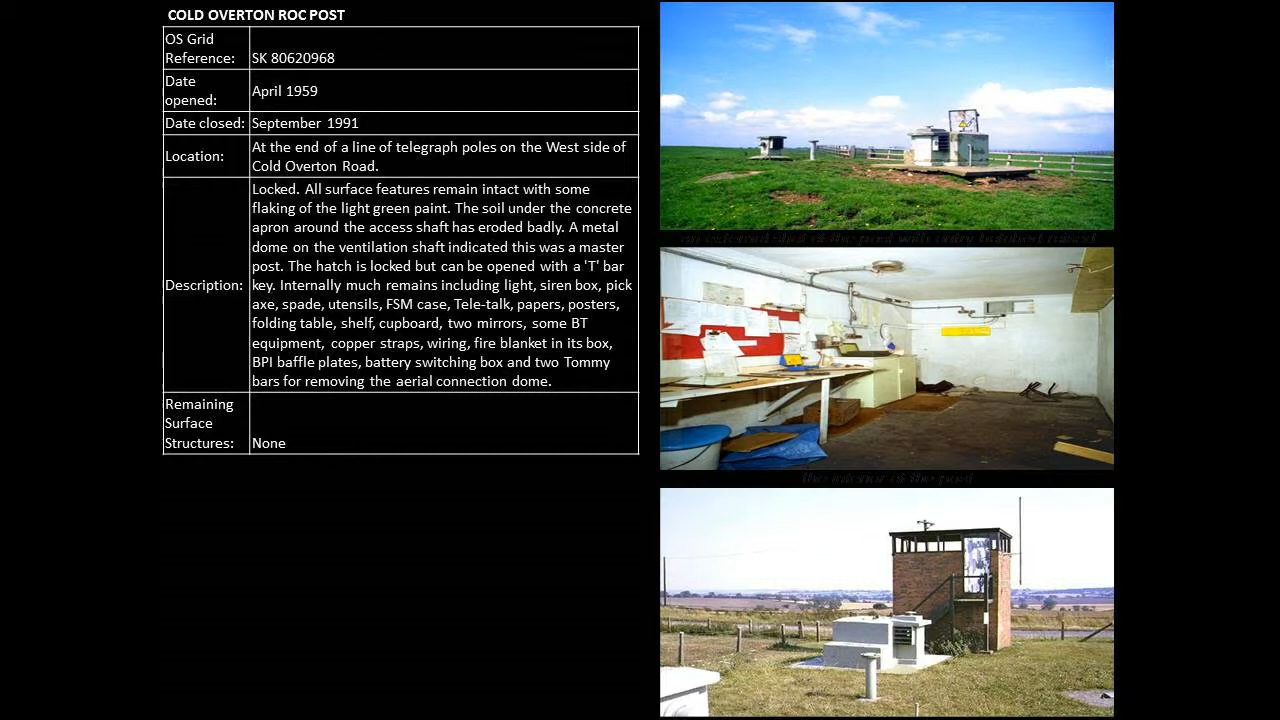 COLD OVERTON ROC POST
OS Grid
Reference: SK 80620968
Date
opened: April 1959
Date closed: September 1991
Location: At the end of a line of telegraph poles on the West side of
Cold Overton Road.
Description: Locked. All surface features remain intact with some
flaking of the light green paint. The soil under the concrete
apron around the access shaft has eroded badly. A metal
dome on the ventilation shaft indicated this was a master
post. The hatch is locked but can be opened with a 'T' bar
key. Internally much remains including light, siren box, pick
axe, spade, utensils, FSM case, Tele-talk, papers, posters,
folding table, shelf, cupboard, two mirrors, some BT
equipment, copper straps, wiring, fire blanket in its box,
BPI baffle plates, battery switching box and two Tommy
bars for removing the aerial connection dome.
Remaining
Surface
Structures: None
the interior of the post